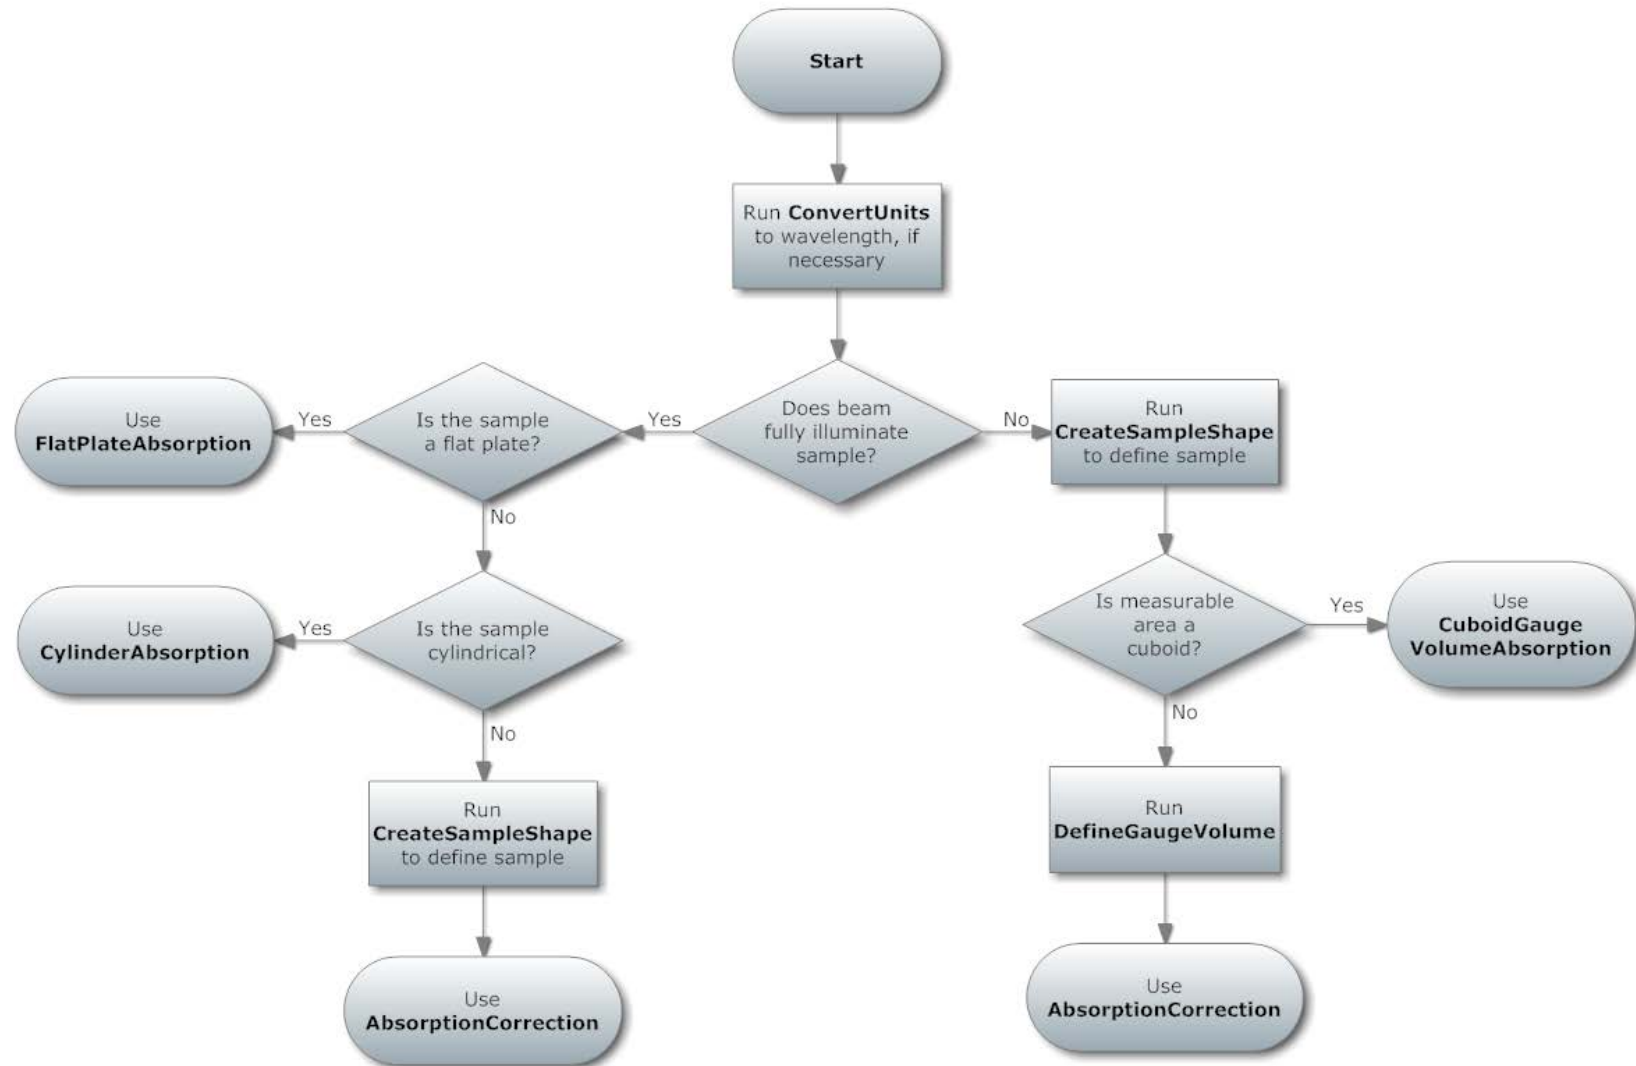 Start
Run ConvertUnits
to wavelength, if
necessary
Does beam
fully illuminate
sample?
Yes
No
Is the sample
a flat plate?
Yes
Use
FlatPlateAbsorption
No
Is the sample
cylindrical?
Yes
Use
CylinderAbsorption
No
Run
CreateSampleShape
to define sample
Use
AbsorptionCorrection
Run
CreateSampleShape
to define sample
Is measurable
area a
cuboid?
Yes
Use
CuboidGauge
VolumeAbsorption
No
Run
DefineGaugeVolume
Use
AbsorptionCorrection